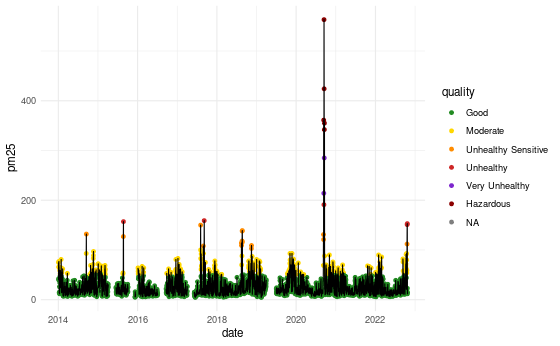 pm25
400
200
0
2014 2016 2018 2020 2022
date
quality
Good
Moderate
Unhealthy Sensitive
Unhealthy
Very Unhealthy
Hazardous
NA